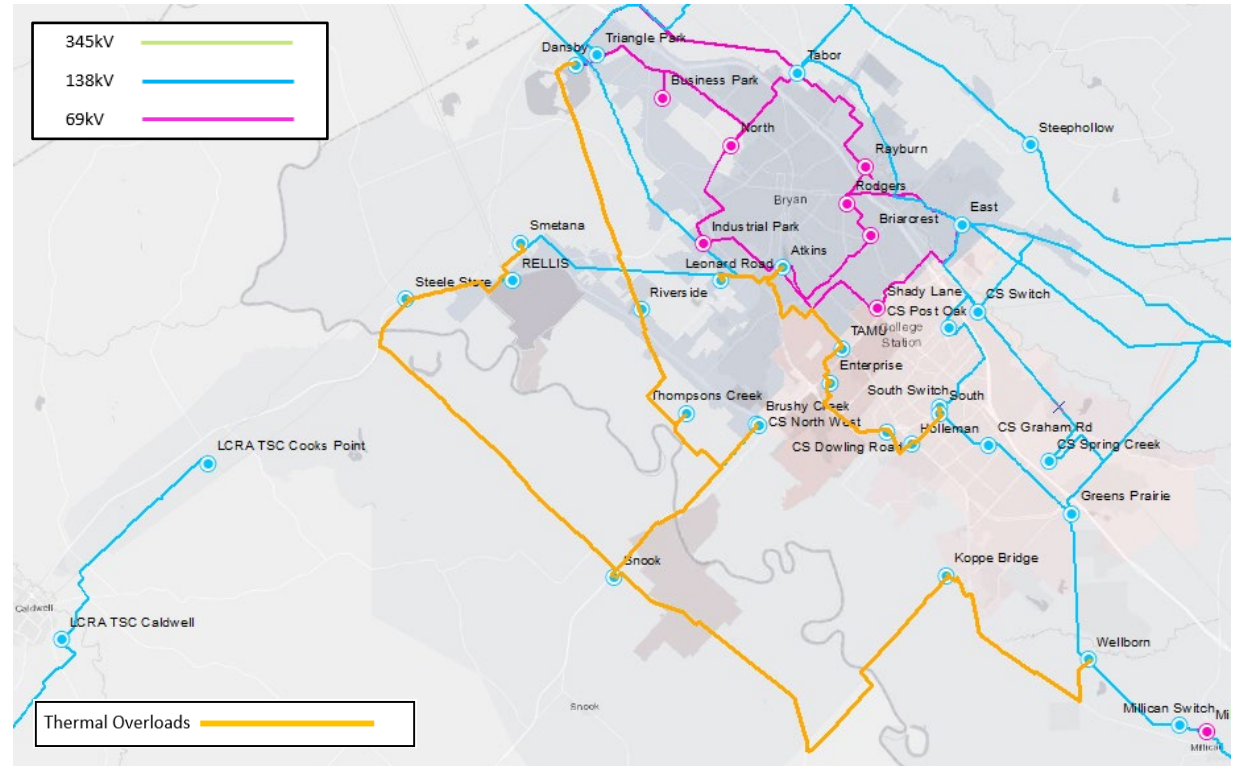 345kV
138kV
69kV
Dansby
Triangle Park
Tabor
Business Park
North
Steephollow
Rayburn
Rodgers
Bryan
Briarcrest
East
Smetana
Industrial Park
Atkins
Leonard Road
RELLIS
Steele Store
Riverside
Shady Lane
CS Switch
CS Post Oak
College
Station
TAMU
Enterprise
South Switch
South
Thompsons Creek
Brushy Creek
CS North West
Holleman
CS Graham Rd
CS Dowling Road
CS Spring Creek
LCRA TSC Cooks Point
Greens Prairie
Snook
Koppe Bridge
Caldwell
LCRA TSC Caldwell
Wellborn
Snook
Thermal Overloads
Millican Switch
Mi